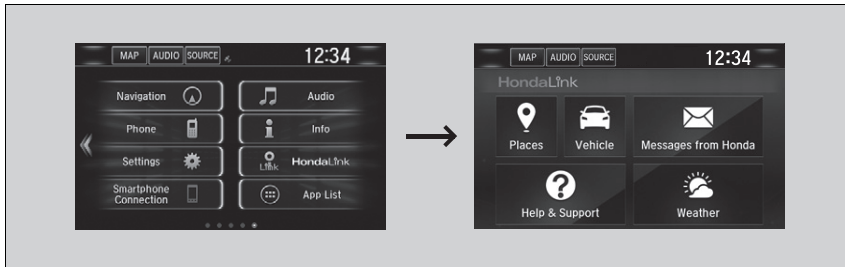 MAP AUDIO SOURCE 12:34
Navigation Audio
Phone Info
Settings Link HondaLink
Smartphone
Connection App List
MAP AUDIO SOURCE 12:34
HondaLink
Places Vehicle Messages from Honda
Help & Support Weather